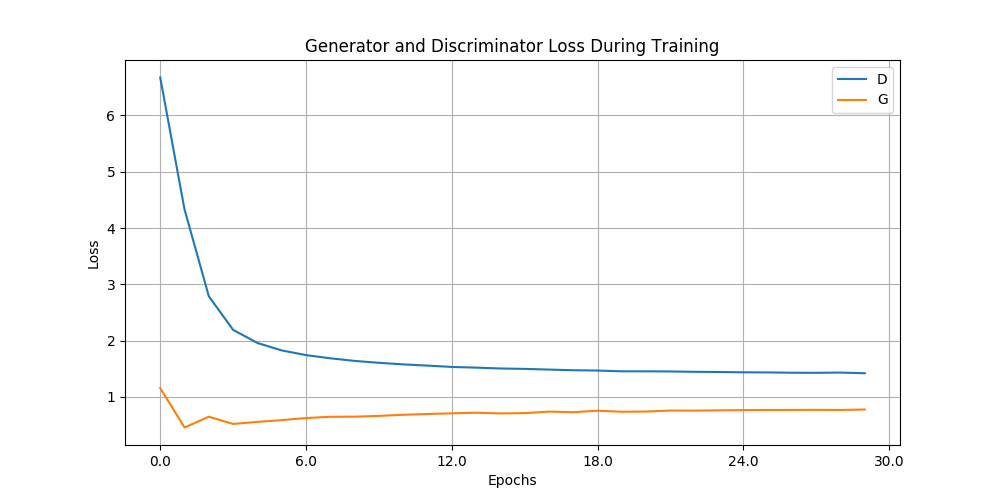 Generator and Discriminator Loss During Training
D
G
6
5
4
3
2
1
Loss
0.0 6.0 12.0 18.0 24.0 30.0
Epochs